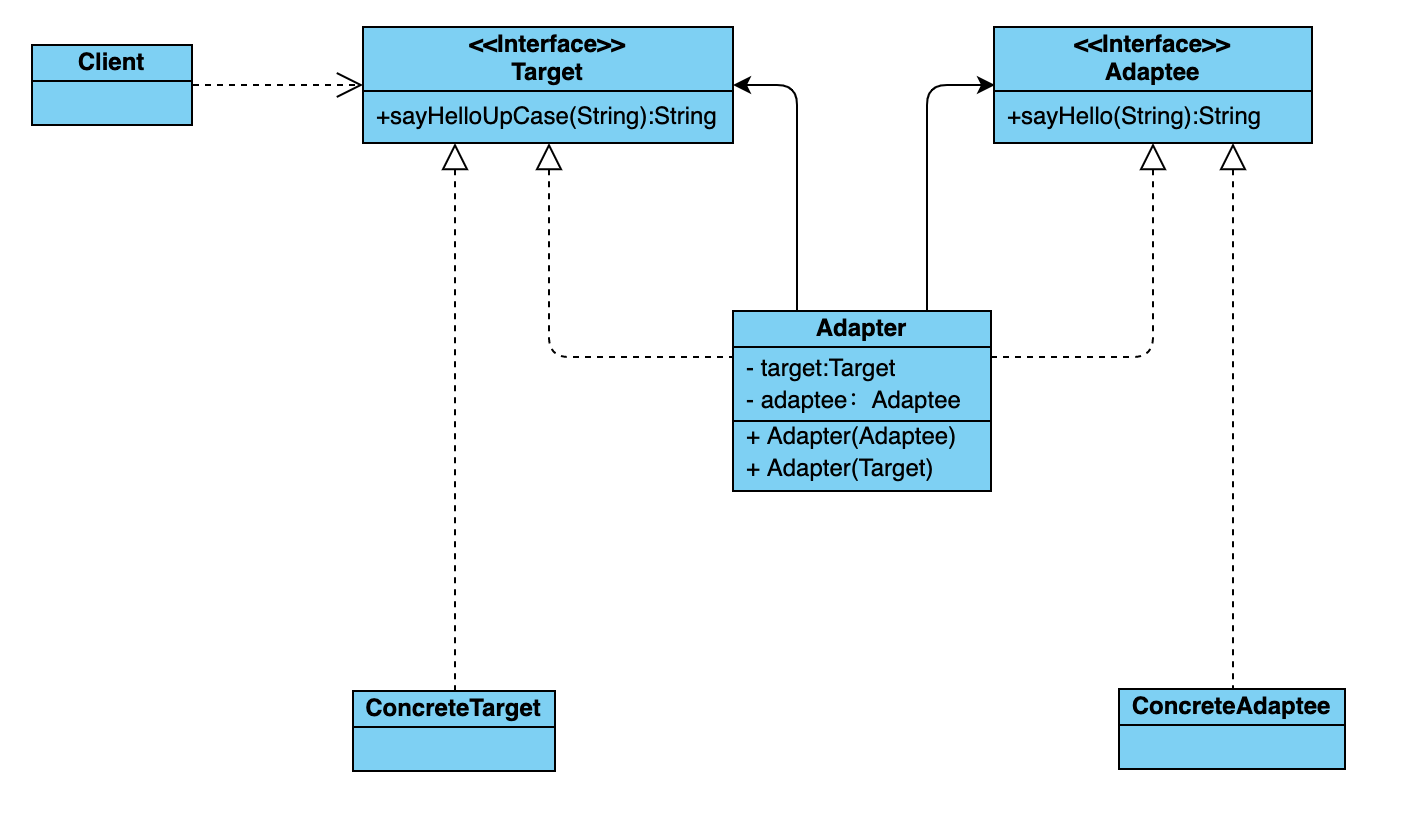 Client
<<Interface>>
Target
+sayHelloUpCase(String):String
<<Interface>>
Adaptee
+sayHello(String):String
Adapter
- target:Target
- adaptee：Adaptee
+ Adapter(Adaptee)
+ Adapter(Target)
ConcreteTarget
ConcreteAdaptee